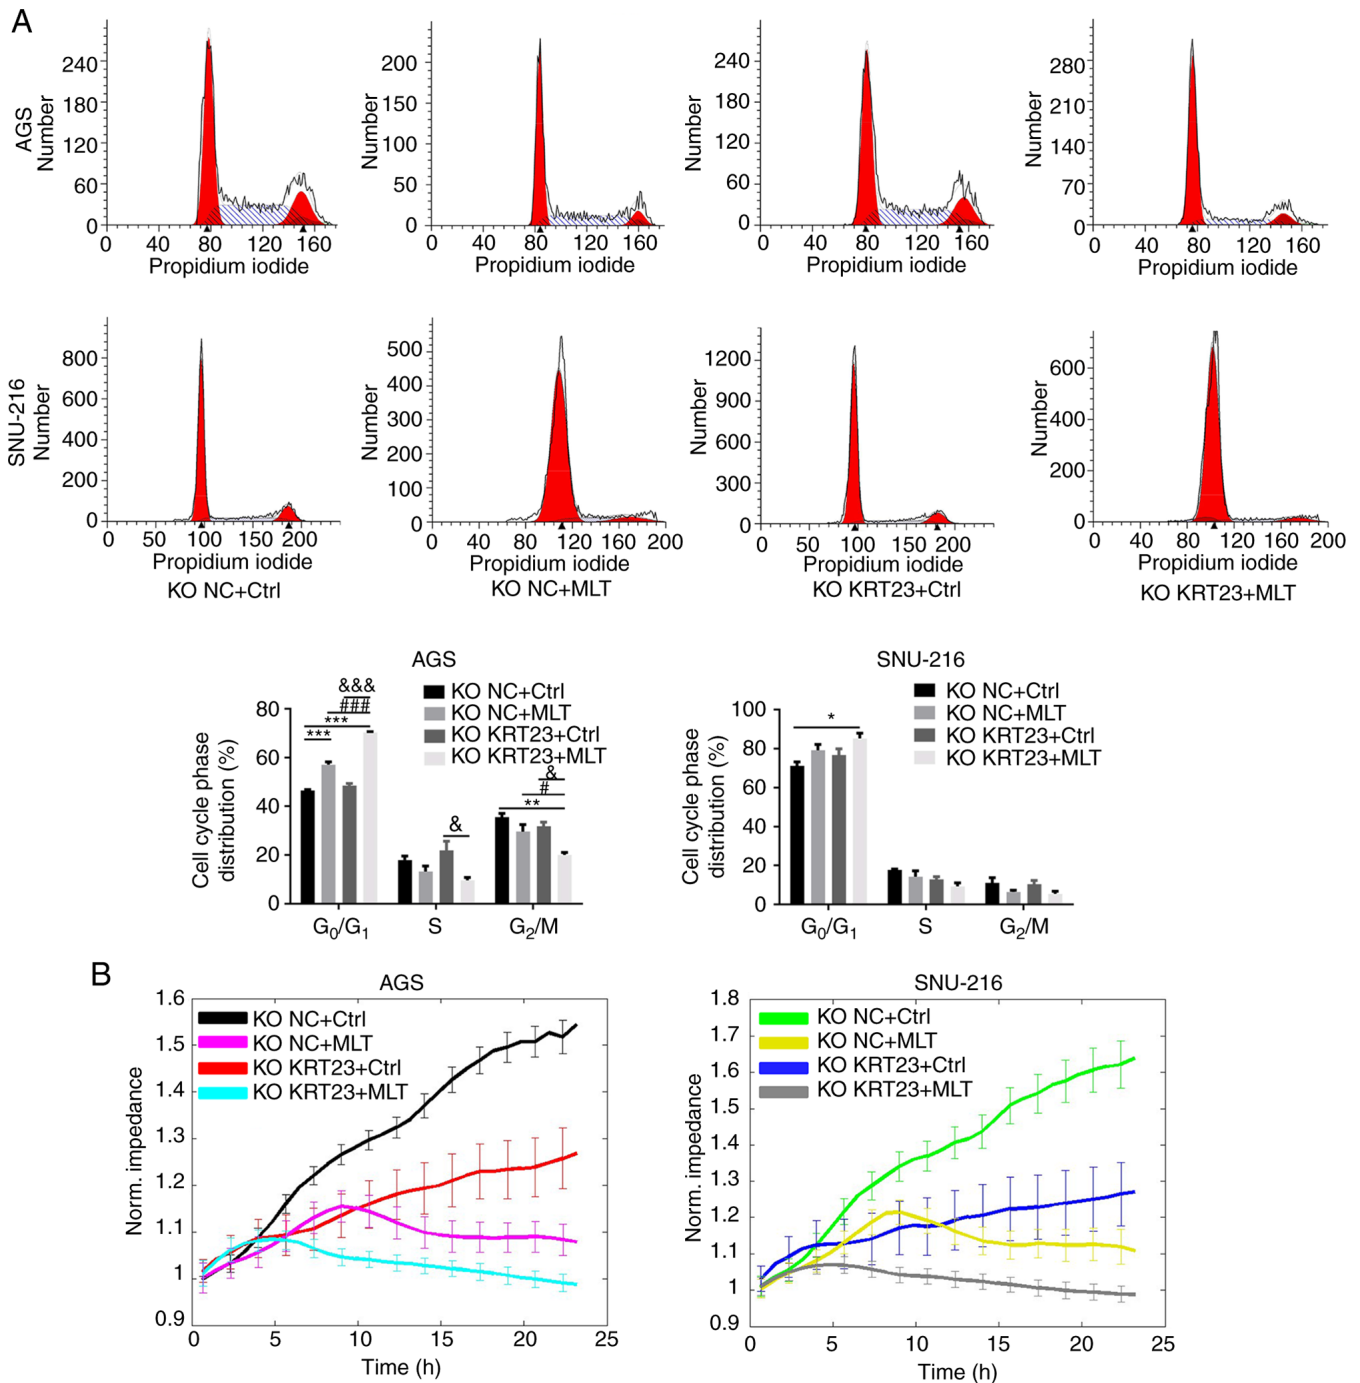 A
AGS
Number
240
180
120
60
0
0 40 80 120 160
Propidium iodide
Number
200
150
100
50
0
0 40 80 120 160
Propidium iodide
Number
240
180
120
60
0
0 40 80 120 160
Propidium iodide
Number
280
210
140
70
0
0 40 80 120 160
Propidium iodide
SNU-216
Number
800
600
400
200
0
0 50 100 150 200
Propidium iodide
KO NC+Ctrl
Number
500
400
300
200
100
0
0 40 80 120 160 200
Propidium iodide
KO NC+MLT
Number
1200
900
600
300
0
0 50 100 150 200
Propidium iodide
KO KRT23+Ctrl
Number
600
400
200
0
0 40 80 120 160 200
Propidium iodide
KO KRT23+MLT
AGS
KO NC+Ctrl
KO NC+MLT
KO KRT23+Ctrl
KO KRT23+MLT
&&&
###
***
***
&
&
#
**
Cell cycle phase
distribution (%)
80
60
40
20
0
G0/G1 S G2/M
SNU-216
KO NC+Ctrl
KO NC+MLT
KO KRT23+Ctrl
KO KRT23+MLT
*
Cell cycle phase
distribution (%)
100
80
60
40
20
0
G0/G1 S G2/M
B
AGS
KO NC+Ctrl
KO NC+MLT
KO KRT23+Ctrl
KO KRT23+MLT
Norm. impedance
1.6
1.5
1.4
1.3
1.2
1.1
1
0.9
0 5 10 15 20 25
Time (h)
SNU-216
KO NC+Ctrl
KO NC+MLT
KO KRT23+Ctrl
KO KRT23+MLT
Norm. impedance
1.8
1.7
1.6
1.5
1.4
1.3
1.2
1.1
1
0.9
0 5 10 15 20 25
Time (h)